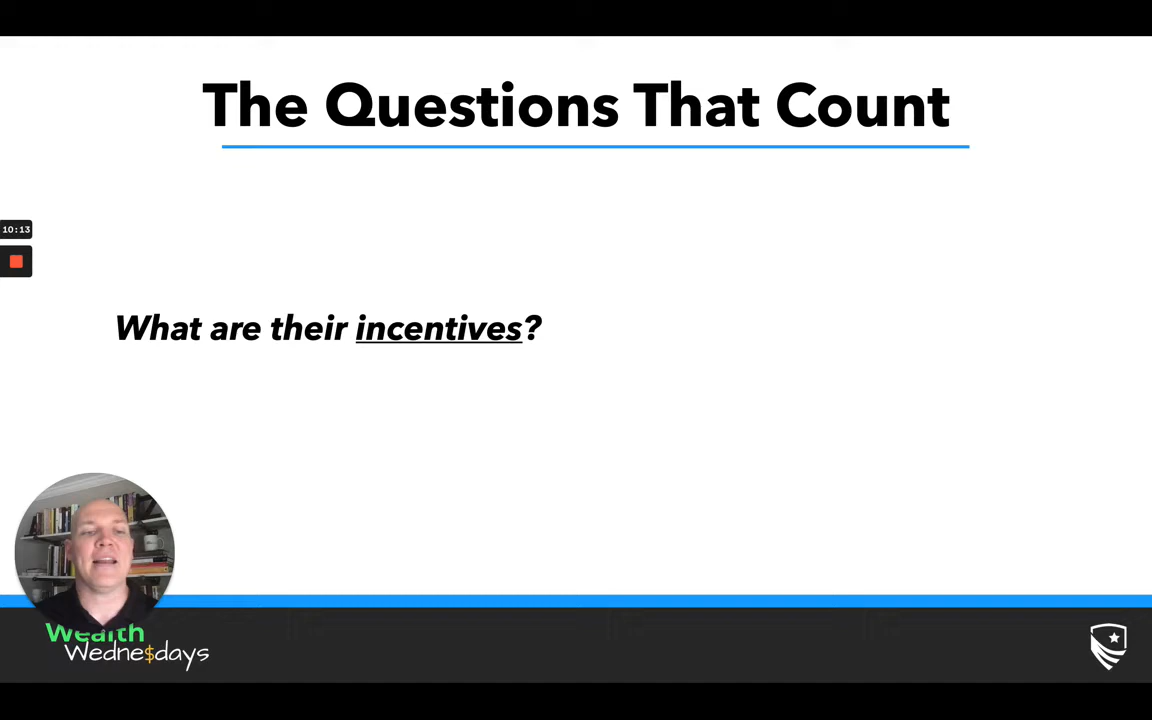 The Questions That Count
10:13
What are their incentives?
Wealth
Wedne$days